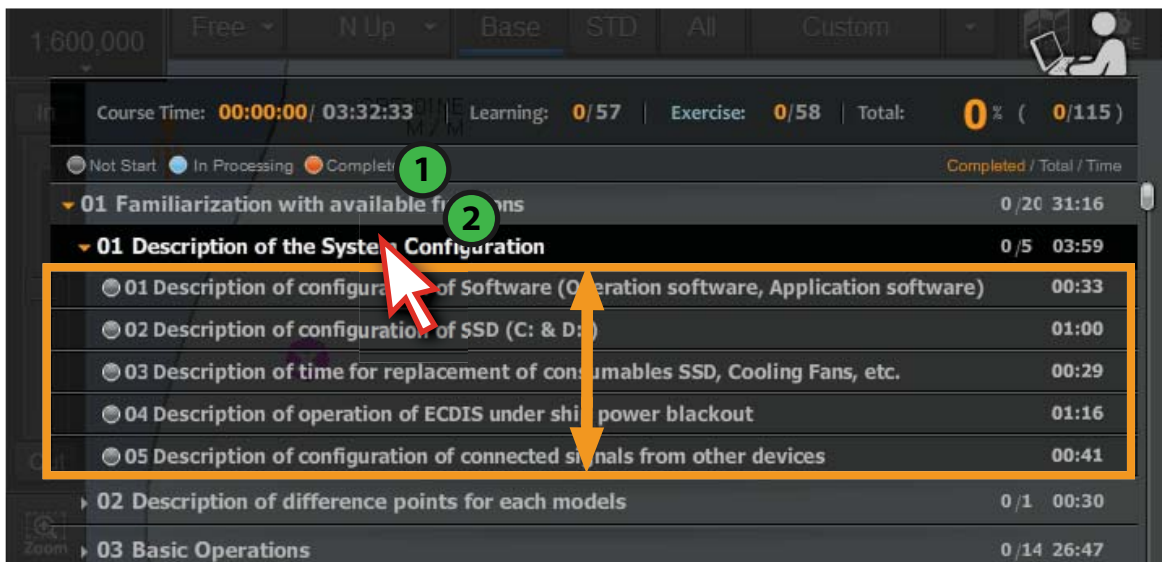 1:600,000 Free N Up Base STD All Custom
Course Time: 00:00:00/ 03:32:33 | Learning: 0/57 | Exercise: 0/58 | Total: 0 % ( 0/115 )
Not Start In Processing Complet
Completed / Total / Time
1
01 Familiarization with available 0/20 31:16
2
01 Description of the System Configuration 0/5 03:59
01 Description of configuration of Software (Operation software, Application software) 00:33
02 Description of configuration of SSD (C: & D: ) 01:00
03 Description of time for replacement of consumables SSD, Cooling Fans, etc. 00:29
04 Description of operation of ECDIS under ship power blackout 01:16
05 Description of configuration of connected signals from other devices 00:41
02 Description of difference points for each models 0/1 00:30
Zoom
03 Basic Operations 0/14 26:47